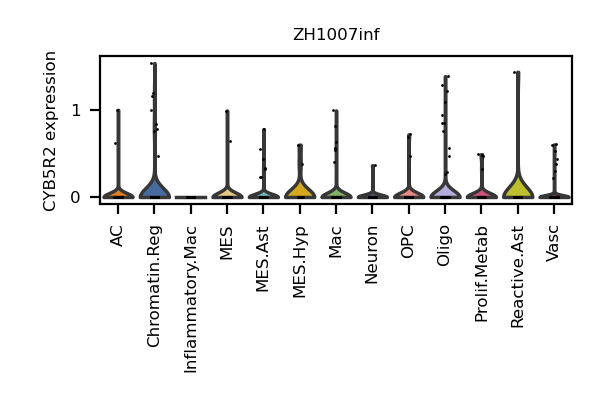 ZH1007inf
CYB5R2 expression
1
0
AC
Chromatin.Reg
Inflammatory.Mac
MES
MES.Ast
MES.Hyp
Mac
Neuron
OPC
Oligo
Prolif.Metab
Reactive.Ast
Vasc